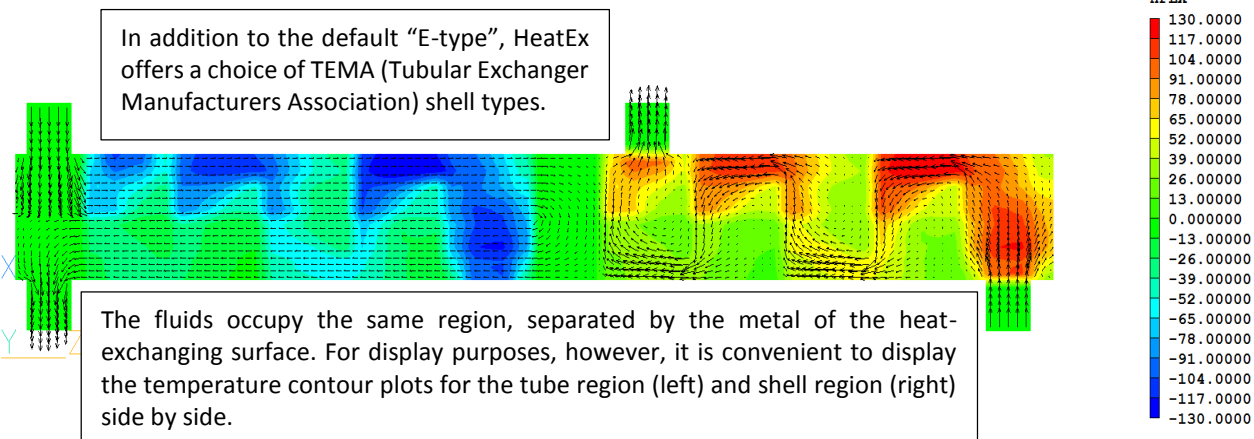 In addition to the default “E-type”, HeatEx
offers a choice of TEMA (Tubular Exchanger
Manufacturers Association) shell types.
The fluids occupy the same region, separated by the metal of the heat-
exchanging surface. For display purposes, however, it is convenient to display
the temperature contour plots for the tube region (left) and shell region (right)
side by side.
X
Y
130.0000
117.0000
104.0000
91.00000
78.00000
65.00000
52.00000
39.00000
26.00000
13.00000
0.000000
-13.00000
-26.00000
-39.00000
-52.00000
-65.00000
-78.00000
-91.00000
-104.0000
-117.0000
-130.0000